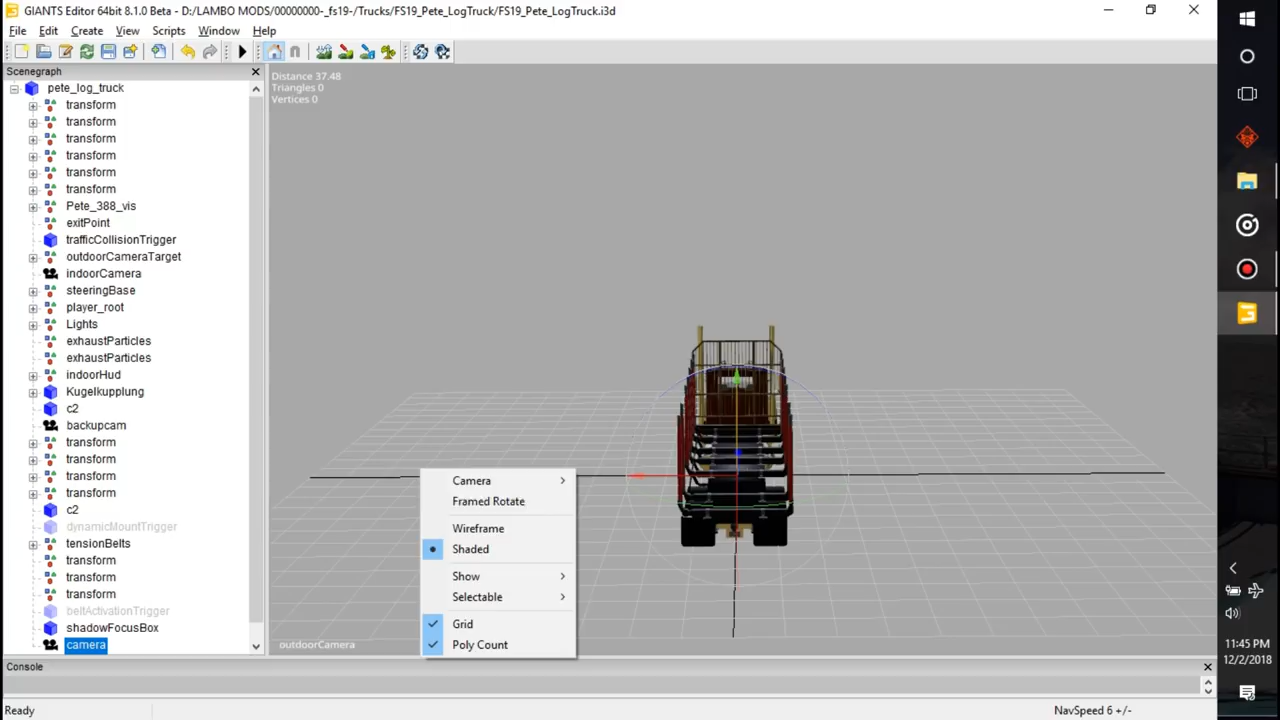 GIANTS Editor 64bit 8.1.0 Beta - D:/LAMBO MODS/00000000-_fs19-/Trucks/FS19_Pete_LogTruck/FS19_Pete_LogTruck.i3d
File Edit Create View Scripts Window Help
Scenegraph
pete_log_truck
transform
transform
transform
transform
transform
transform
Pete_388_vis
exitPoint
trafficCollisionTrigger
outdoorCameraTarget
indoorCamera
steeringBase
player_root
Lights
exhaustParticles
exhaustParticles
indoorHud
Kugelkupplung
c2
backupcam
transform
transform
transform
transform
c2
dynamicMountTrigger
tensionBelts
transform
transform
transform
beltActivationTrigger
shadowFocusBox
camera
Distance 37.48
Triangles 0
Vertices 0
Camera
Framed Rotate
Wireframe
Shaded
Show
Selectable
Grid
Poly Count
outdoorCamera
Console
Ready
NavSpeed 6 +/-
11:45 PM
12/2/2018